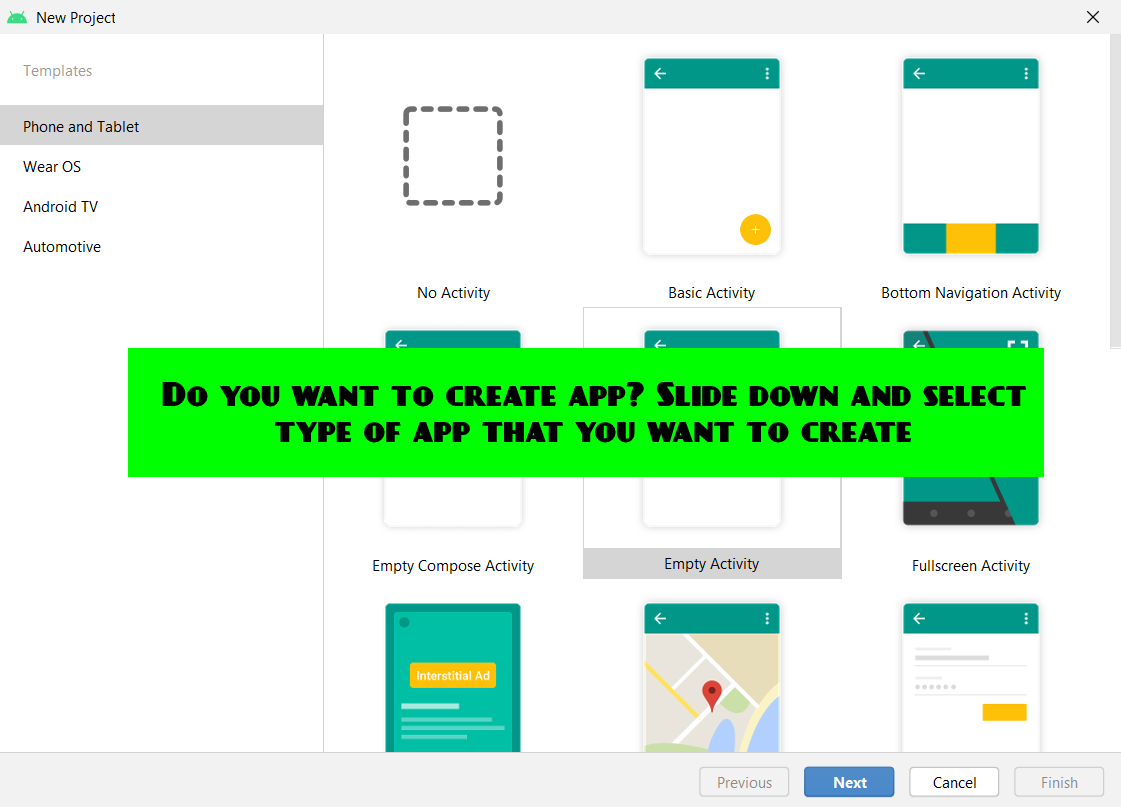 New Project
Templates
Phone and Tablet
Wear OS
Android TV
Automotive
No Activity
Basic Activity
Bottom Navigation Activity
Do you want to create app? Slide down and select
type of app that you want to create
Empty Compose Activity
Empty Activity
Fullscreen Activity
Interstitial Ad
Previous
Next
Cancel
Finish